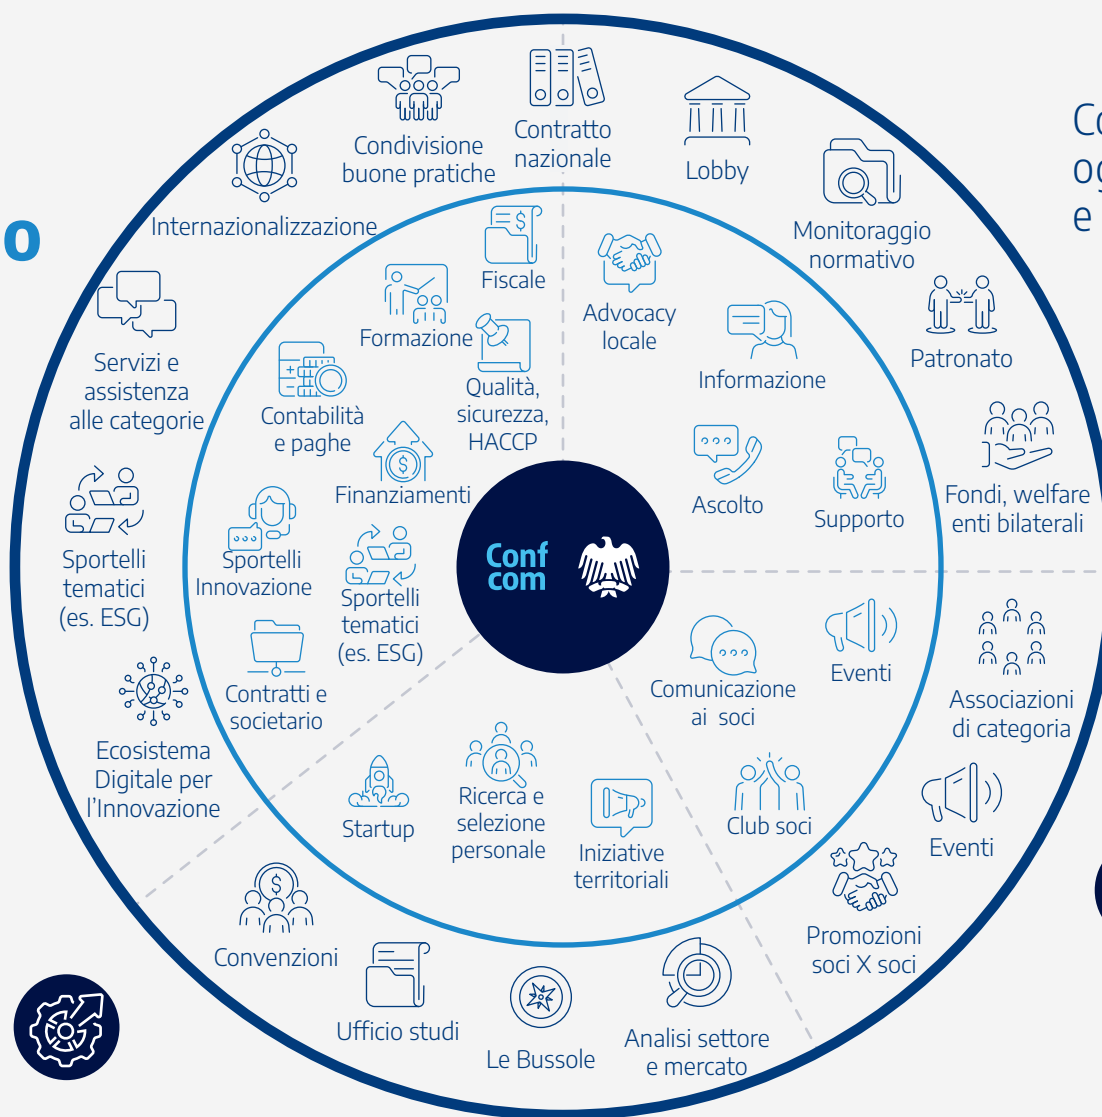 Contratto
nazionale
Condivisione
buone pratiche
Lobby
Internazionalizzazione
Monitoraggio
normativo
Fiscale
Advocacy
locale
Formazione
Informazione
Patronato
Servizi e
assistenza
alle categorie
Contabilità
e paghe
Qualità,
sicurezza,
HACCP
Finanziamenti
Ascolto
Supporto
Fondi, welfare
enti bilaterali
Sportelli
tematici
(es. ESG)
Sportelli
Innovazione
Sportelli
tematici
(es. ESG)
Conf
com
Contratti e
societario
Comunicazione
ai soci
Eventi
Associazioni
di categoria
Ecosistema
Digitale per
l'Innovazione
Startup
Ricerca e
selezione
personale
Iniziative
territoriali
Club soci
Eventi
Convenzioni
Ufficio studi
Le Bussole
Analisi settore
e mercato
Promozioni
soci X soci